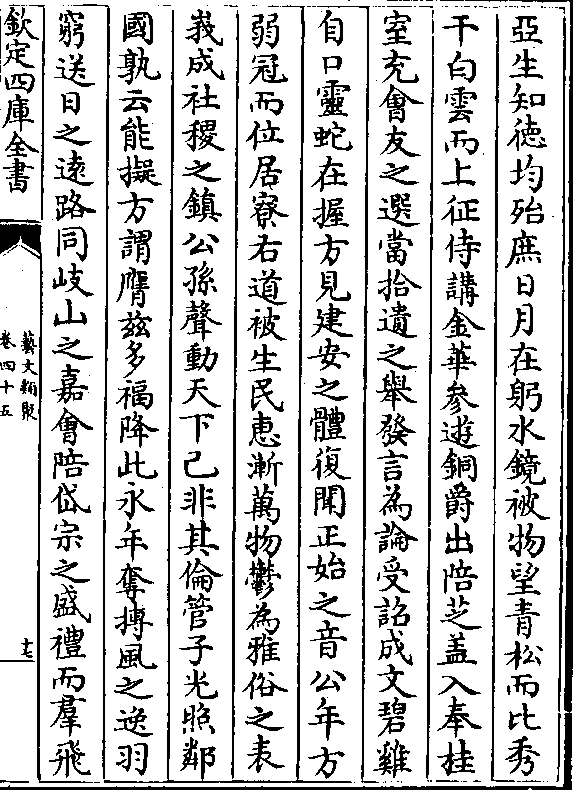 亞生知徳均殆庶日月在躬水鏡被物望青松而比秀
干白雲而上征侍講金華參遊銅爵出陪芝蓋入奉桂
室充會友之選當拾遺之舉發言為論受詔成文碧雞
自口靈蛇在握方見建安之體復聞正始之音公年方
弱冠而位居寮右道被生民恵漸萬物鬱為雅俗之表
峩成社稷之鎮公孫聲動天下已非其倫管子光照鄰
國孰云能擬方謂膺兹多福降此永年奪摶風之逸羽
窮送日之遠路同岐山之嘉會陪岱宗之盛禮而羣飛
欽定四庫全書
藝文類聚
卷四十五